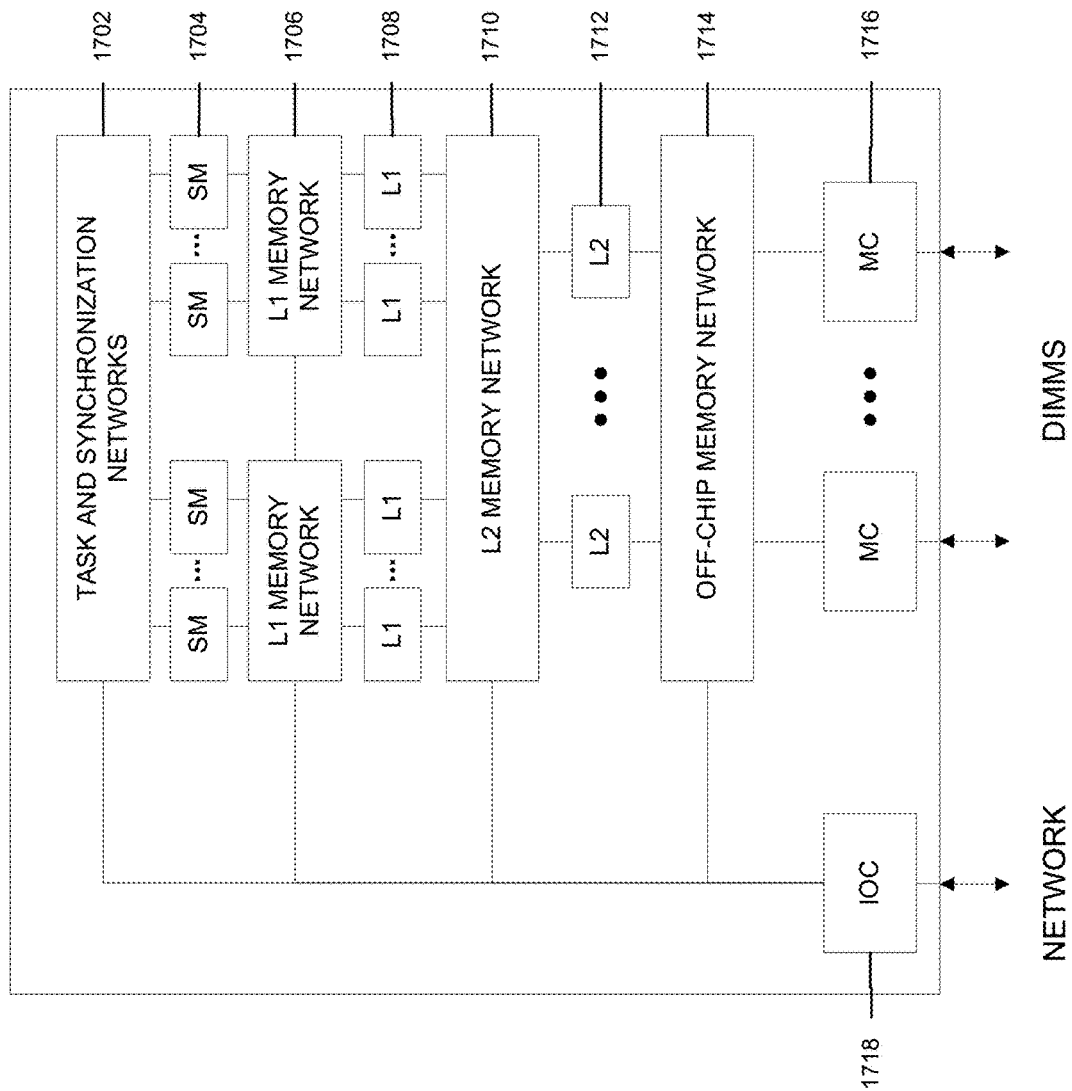 TASK AND SYNCHRONIZATION
NETWORKS
1702
SM ... SM
SM ... SM
1704
L1 MEMORY
NETWORK
L1 MEMORY
NETWORK
1706
L1 ... L1
L1 ... L1
1708
L2 MEMORY NETWORK
1710
L2 ... L2
1712
OFF-CHIP MEMORY NETWORK
1714
1718
IOC
MC ... MC
1716
NETWORK
DIMMS